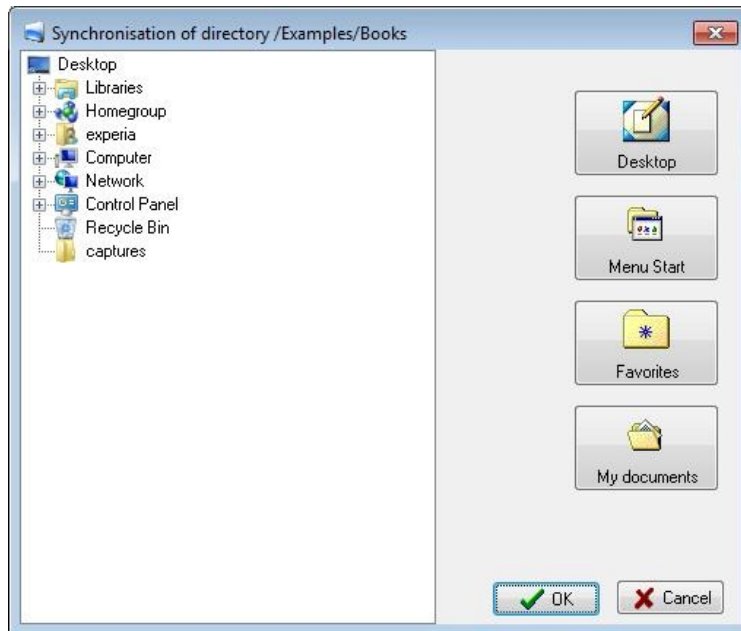 Synchronisation of directory /Examples/Books
Desktop
Libraries
Homegroup
experia
Computer
Network
Control Panel
Recycle Bin
captures
Desktop
Menu Start
Favorites
My documents
OK
Cancel